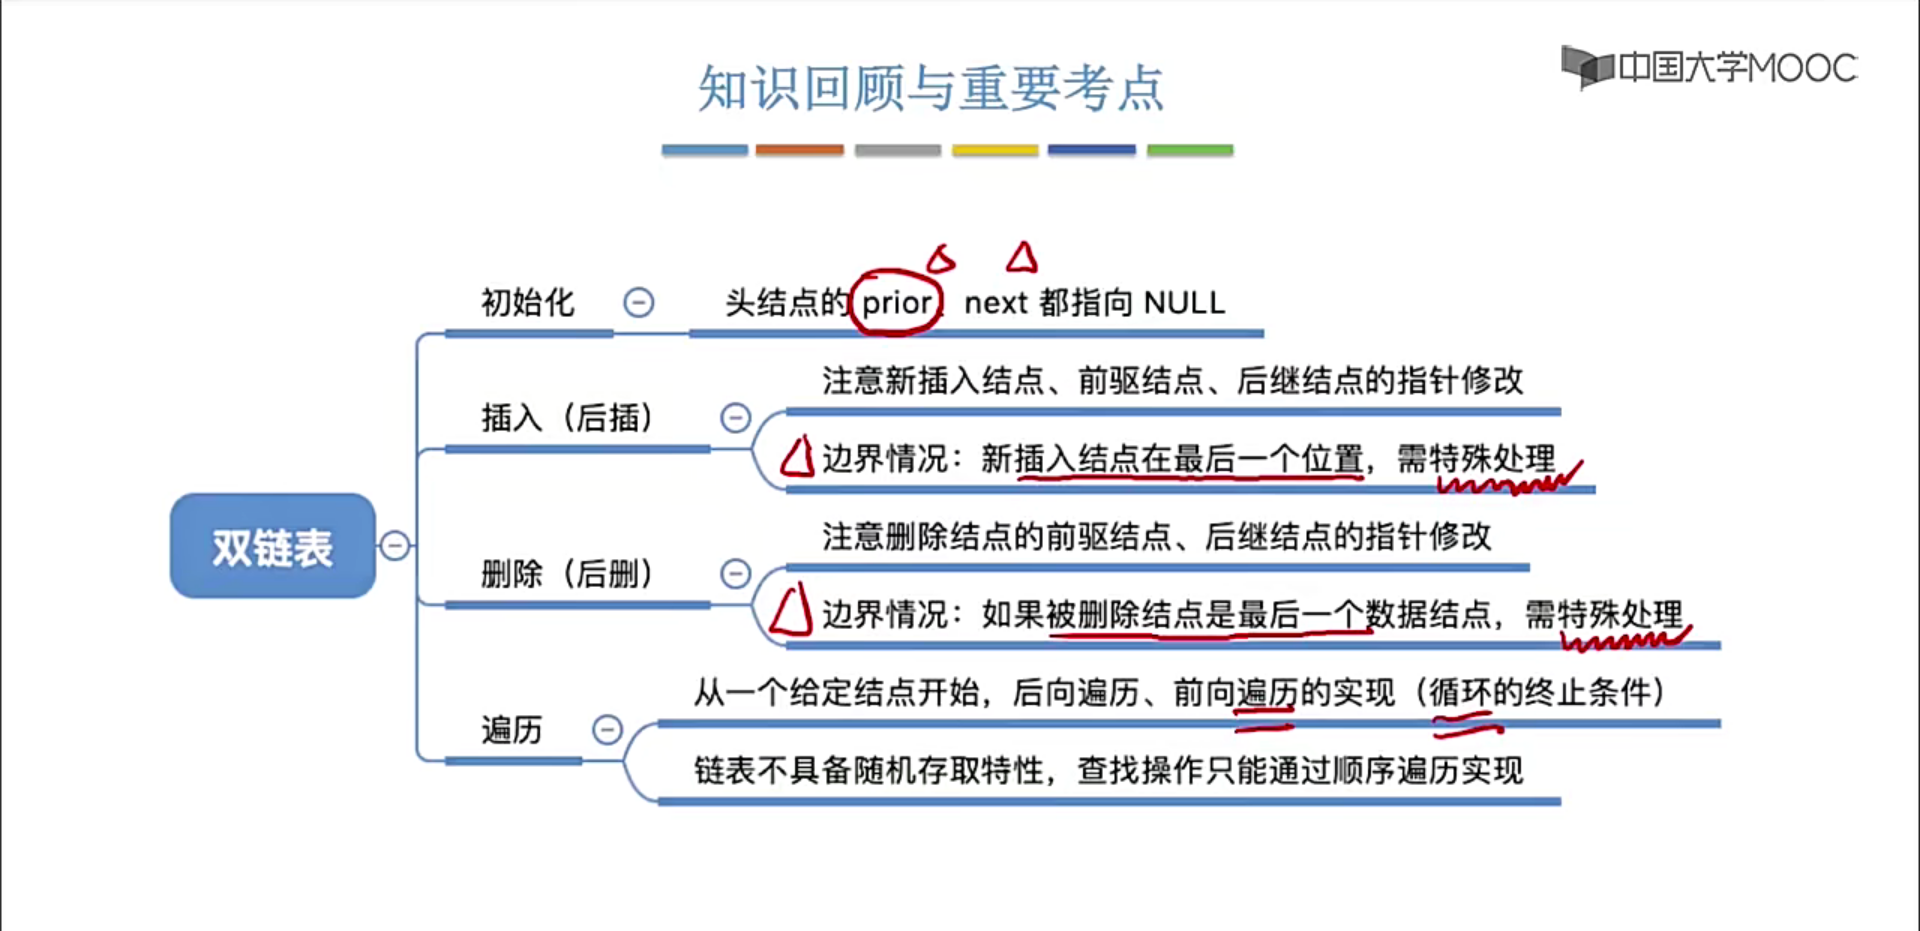 知识回顾与重要考点
中国大学MOOC
初始化
头结点的 prior、next 都指向 NULL
插入（后插）
注意新插入结点、前驱结点、后继结点的指针修改
边界情况：新插入结点在最后一个位置，需特殊处理
双链表
删除（后删）
注意删除结点的前驱结点、后继结点的指针修改
边界情况：如果被删除结点是最后一个数据结点，需特殊处理
遍历
从一个给定结点开始，后向遍历、前向遍历的实现（循环的终止条件）
链表不具备随机存取特性，查找操作只能通过顺序遍历实现